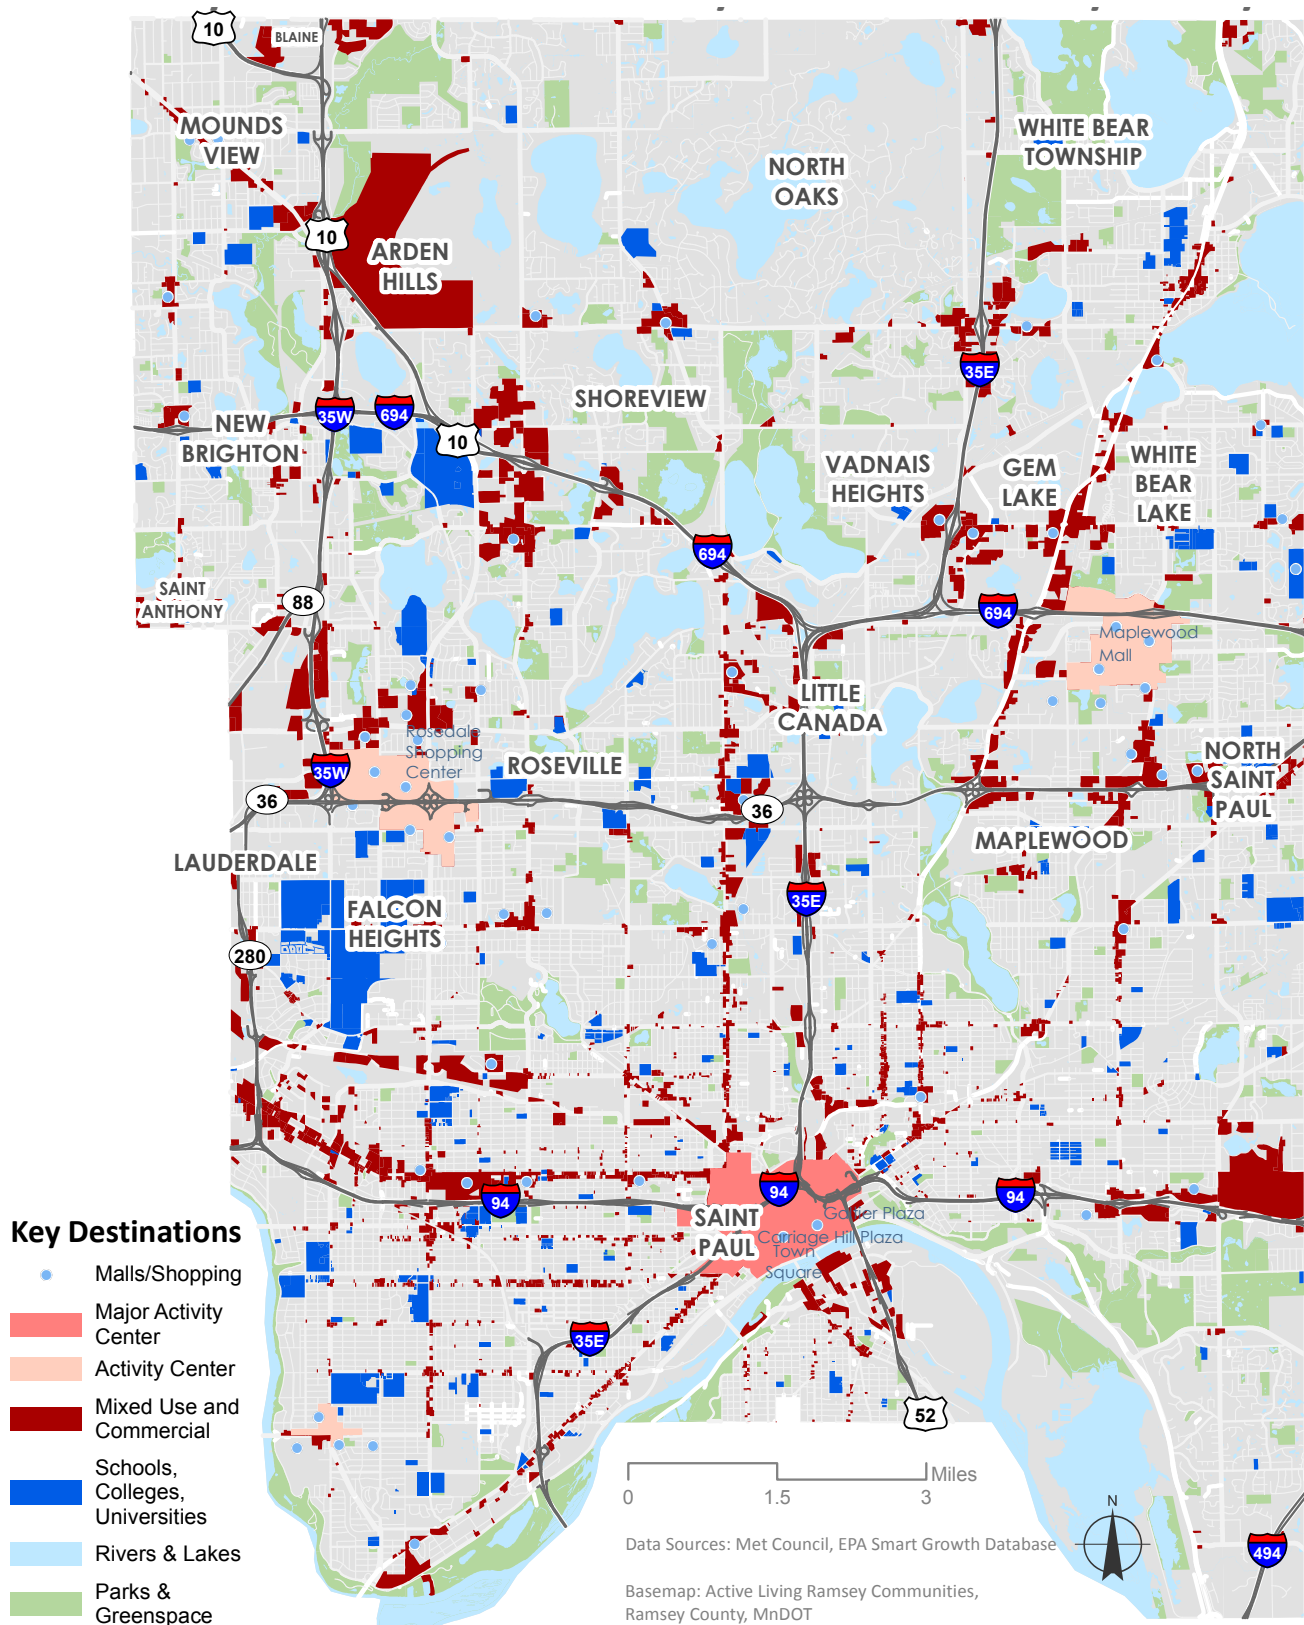 10
BLAINE
MOUNDS
VIEW
WHITE BEAR
TOWNSHIP
NORTH
OAKS
10
ARDEN
HILLS
35E
SHOREVIEW
35W
694
NEW
BRIGHTON
10
VADNAIS
HEIGHTS
GEM
LAKE
WHITE
BEAR
LAKE
694
SAINT
ANTHONY
88
694
Maplewood
Mall
LITTLE
CANADA
Rosedale
Shopping
Center
35W
ROSEVILLE
NORTH
SAINT
PAUL
36
36
MAPLEWOOD
LAUDERDALE
35E
FALCON
HEIGHTS
280
94
94
94
SAINT
PAUL
Galtier Plaza
Carriage Hill Plaza
Town
Square
35E
52
494
Key Destinations
Malls/Shopping
Major Activity
Center
Activity Center
Mixed Use and
Commercial
Schools,
Colleges,
Universities
Rivers & Lakes
Parks &
Greenspace
Miles
0 1.5 3
N
Data Sources: Met Council, EPA Smart Growth Database
Basemap: Active Living Ramsey Communities,
Ramsey County, MnDOT